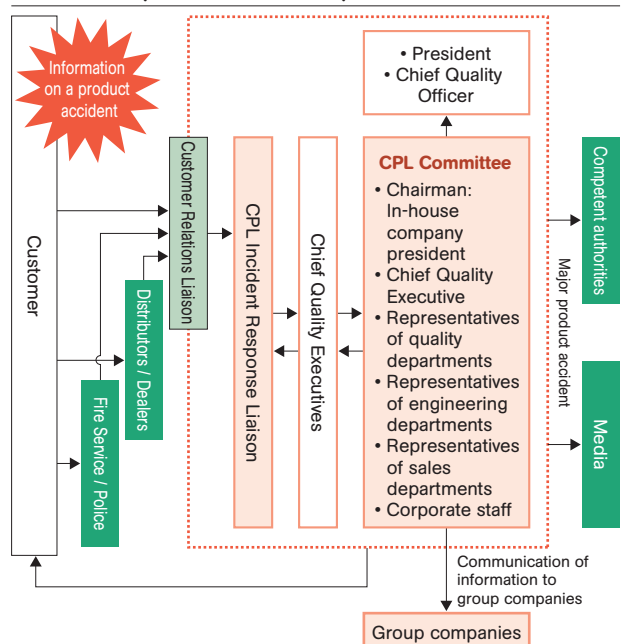 Information
on a product
accident
• President
• Chief Quality
Officer
Customer
Fire Service / Police
Distributors / Dealers
Customer Relations Liaison
CPL Incident Response Liaison
Chief Quality Executives
CPL Committee
• Chairman:
In-house
company
president
• Chief Quality
Executive
• Representatives
of quality
departments
• Representatives
of engineering
departments
• Representatives
of sales
departments
• Corporate staff
Major product accident
Competent authorities
Media
Communication of
information to
group companies
Group companies